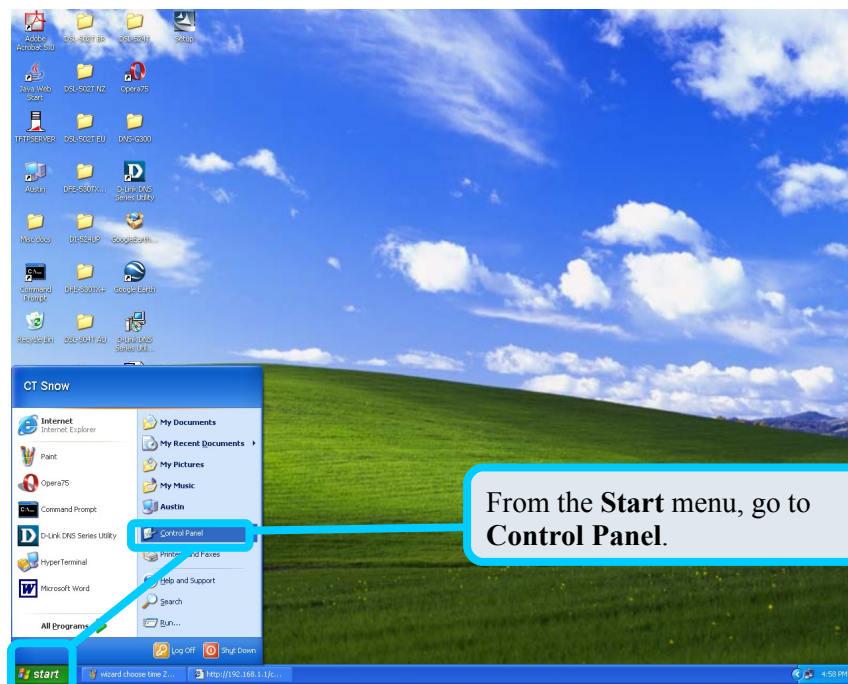 Adobe
Acrobat 5.0
DSL-502T BR
DSL-524T
Setup
Java Web
Start
DSL-502T NZ
Opera75
TFTPSERVER
DSL-502T EU
DNS-G300
Austin
DFE-530TX...
D-Link DNS
Series Utility
Misc docs
DI-524UP
GoogleEarth...
Command
Prompt
DFE-530TX+
Google Earth
Recycle Bin
DSL-504T AU
D-Link DNS
Series Util...
CT Snow
Internet
Internet Explorer
Paint
Opera75
Command Prompt
D-Link DNS Series Utility
HyperTerminal
Microsoft Word
All Programs
My Documents
My Recent Documents
My Pictures
My Music
Austin
Control Panel
Printers and Faxes
Help and Support
Search
Run...
Log Off
Shut Down
From the Start menu, go to
Control Panel.
start
wizard choose time Z...
http://192.168.1.1/c...
4:58 PM